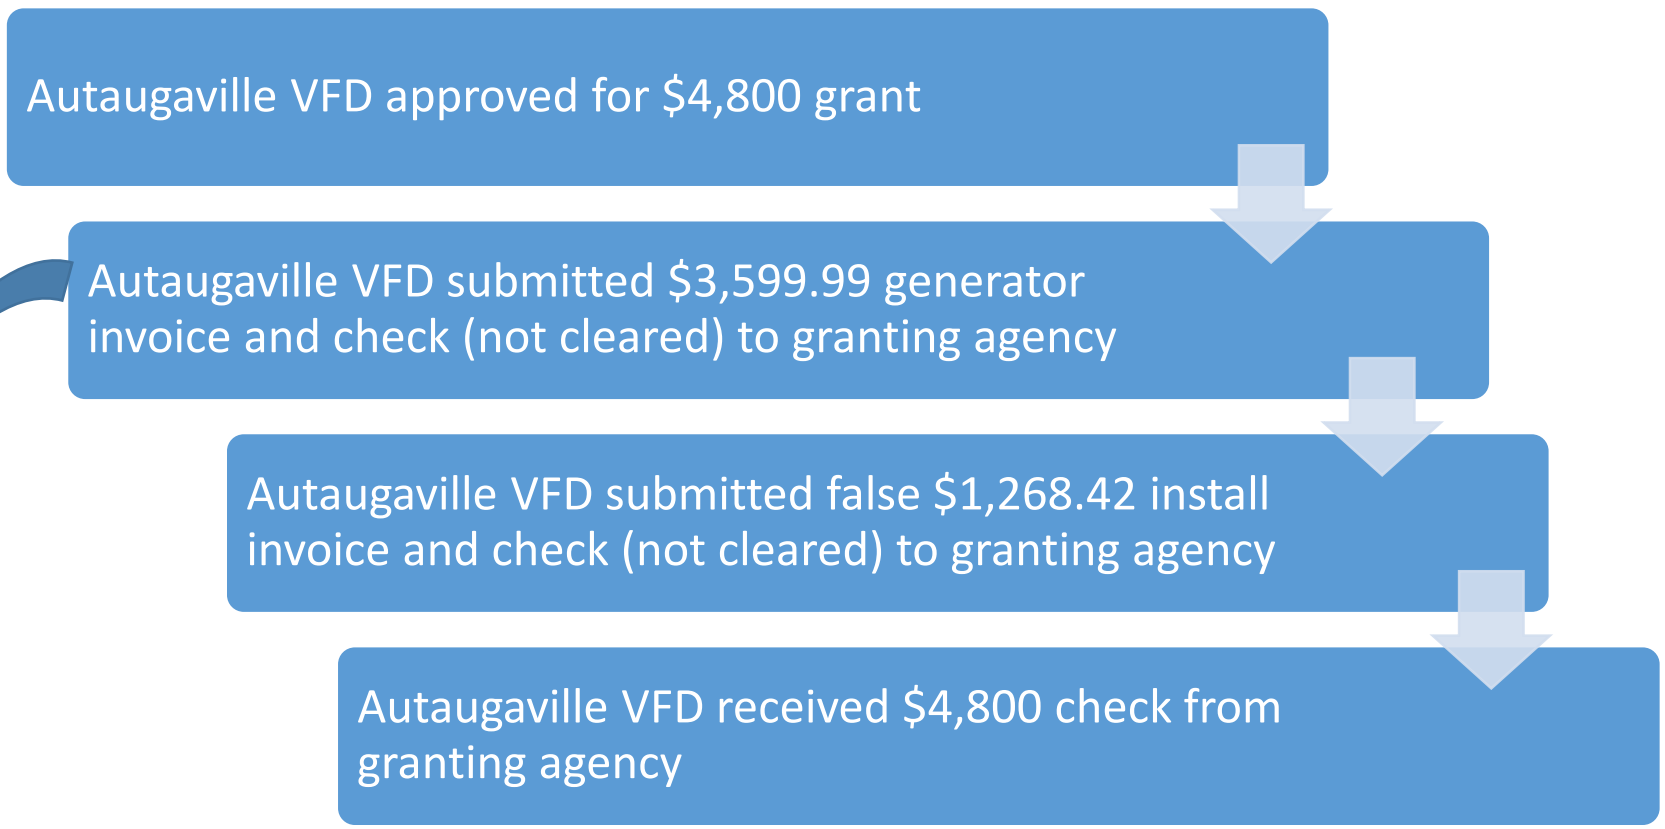 Autaugaville VFD approved for $4,800 grant
Autaugaville VFD submitted $3,599.99 generator
invoice and check (not cleared) to granting agency
Autaugaville VFD submitted false $1,268.42 install
invoice and check (not cleared) to granting agency
Autaugaville VFD received $4,800 check from
granting agency